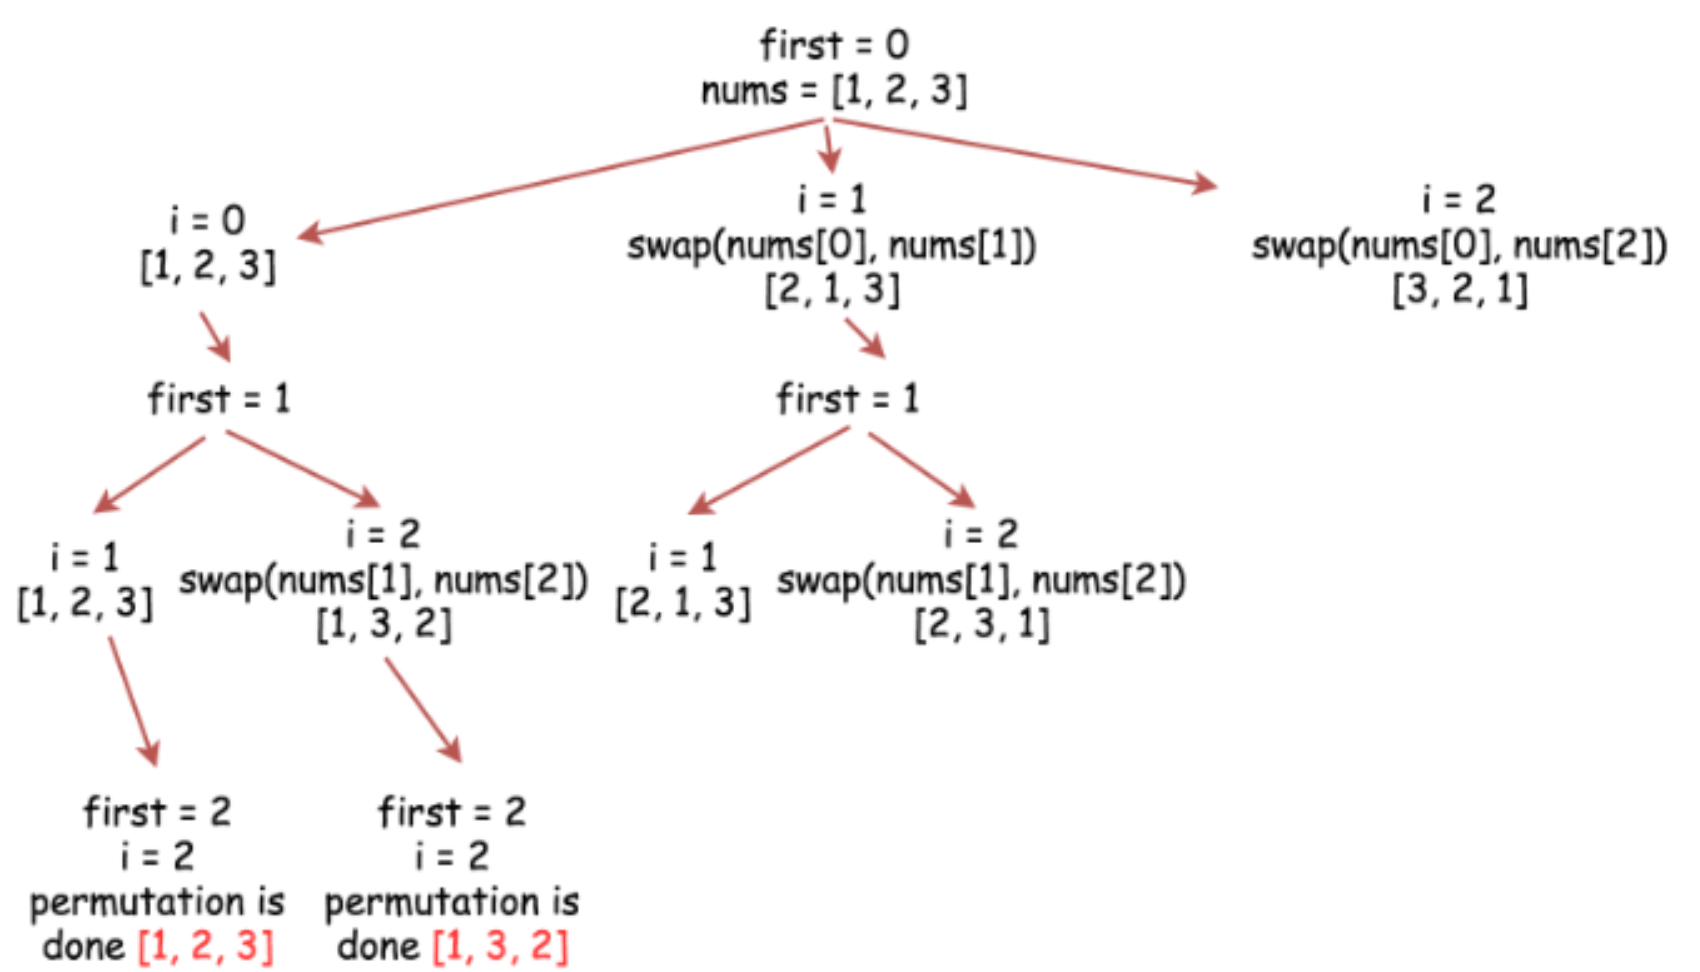 first = 0
nums = [1, 2, 3]
i = 0
[1, 2, 3]
i = 1
swap(nums[0], nums[1])
[2, 1, 3]
i = 2
swap(nums[0], nums[2])
[3, 2, 1]
first = 1
first = 1
i = 1
[1, 2, 3]
i = 2
swap(nums[1], nums[2])
[1, 3, 2]
i = 1
[2, 1, 3]
i = 2
swap(nums[1], nums[2])
[2, 3, 1]
first = 2
i = 2
permutation is
done [1, 2, 3]
first = 2
i = 2
permutation is
done [1, 3, 2]